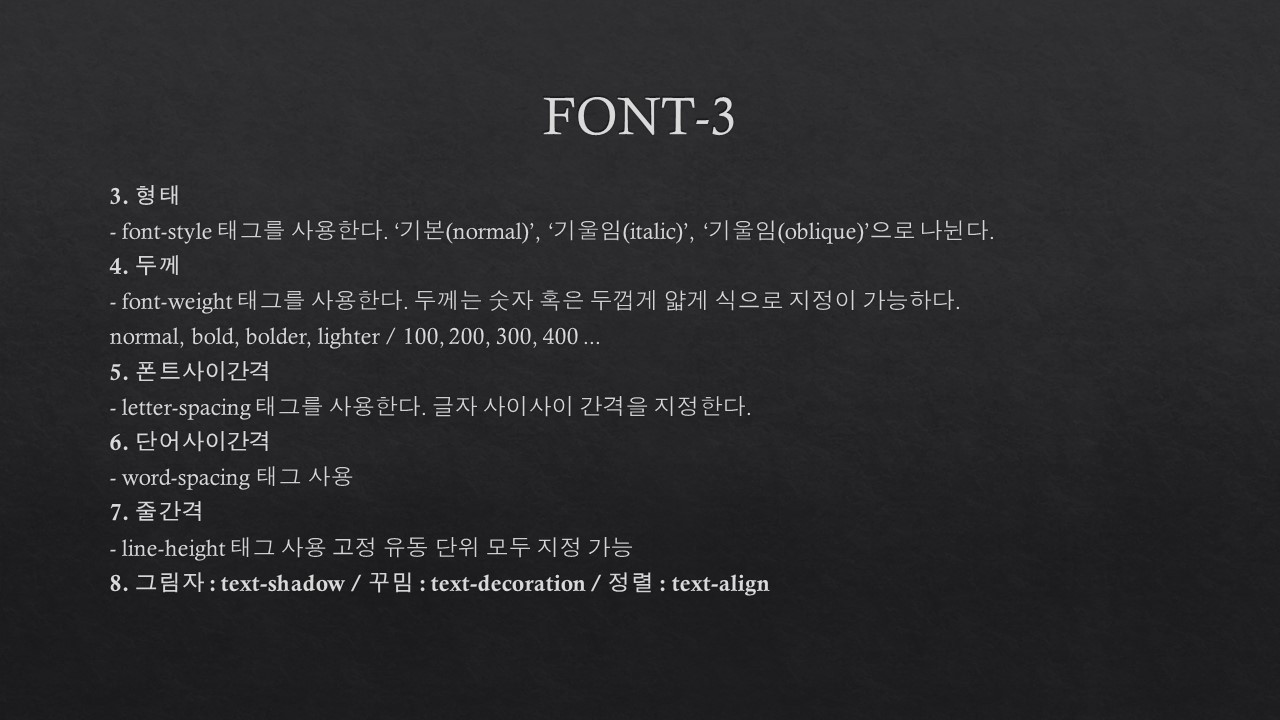 FONT-3
3. 형태
- font-style 태그를 사용한다. ‘기본(normal)’, ‘기울임(italic)’, ‘기울임(oblique)’으로 나뉜다.
4. 두께
- font-weight 태그를 사용한다. 두께는 숫자 혹은 두껍게 얇게 식으로 지정이 가능하다.
normal, bold, bolder, lighter / 100, 200, 300, 400 …
5. 폰트사이간격
- letter-spacing 태그를 사용한다. 글자 사이사이 간격을 지정한다.
6. 단어사이간격
- word-spacing 태그 사용
7. 줄간격
- line-height 태그 사용 고정 유동 단위 모두 지정 가능
8. 그림자 : text-shadow / 꾸밈 : text-decoration / 정렬 : text-align